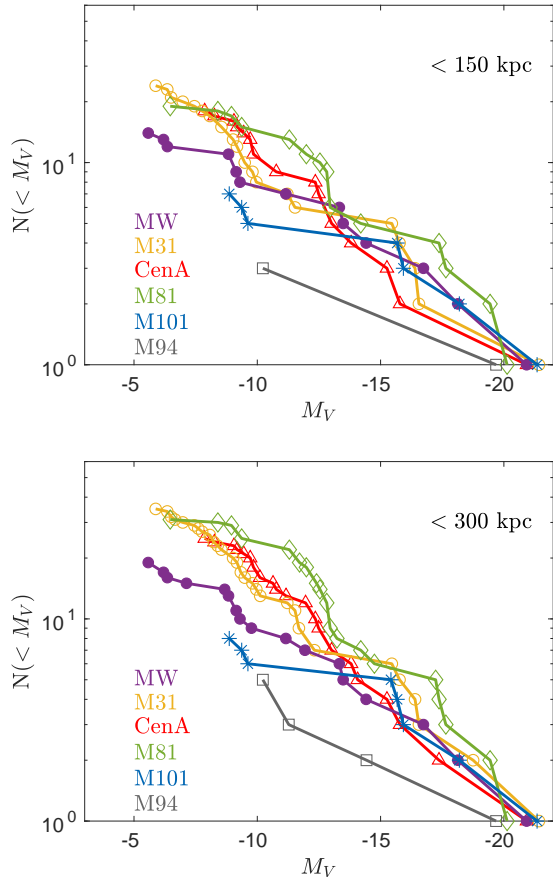 < 150 kpc
10^1
N(< M_V)
MW
M31
CenA
M81
M101
M94
10^0
-5 -10 -15 -20
M_V
< 300 kpc
10^1
N(< M_V)
MW
M31
CenA
M81
M101
M94
10^0
-5 -10 -15 -20
M_V